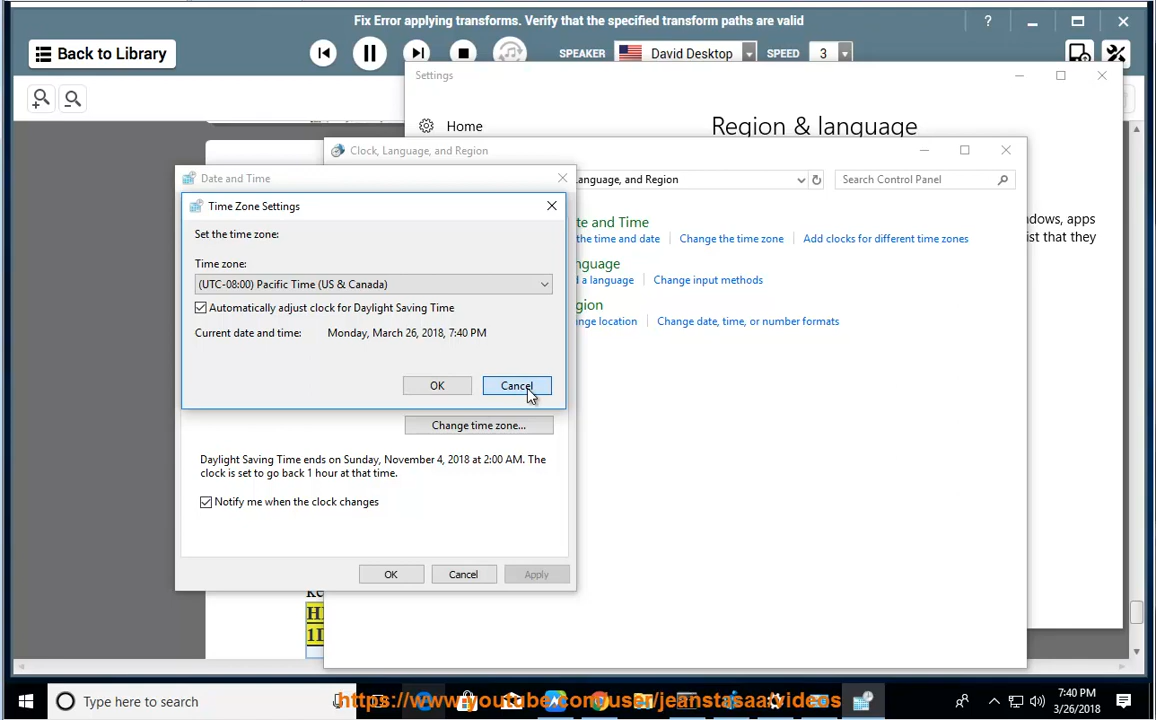 Fix Error applying transforms. Verify that the specified transform paths are valid
?
Back to Library
SPEAKER
David Desktop
SPEED
3
Settings
Home
Region & language
Clock, Language, and Region
anguage, and Region
Search Control Panel
Date and Time
te and Time
the time and date
Change the time zone
Add clocks for different time zones
ndows, apps
ist that they
nguage
d a language
Change input methods
gion
nge location
Change date, time, or number formats
Time Zone Settings
Set the time zone:
Time zone:
(UTC-08:00) Pacific Time (US & Canada)
Automatically adjust clock for Daylight Saving Time
Current date and time:
Monday, March 26, 2018, 7:40 PM
OK
Cancel
Change time zone...
Daylight Saving Time ends on Sunday, November 4, 2018 at 2:00 AM. The
clock is set to go back 1 hour at that time.
Notify me when the clock changes
OK
Cancel
Apply
Type here to search
https://www.youtube.com/user/jeanstasaavideos
7:40 PM
3/26/2018